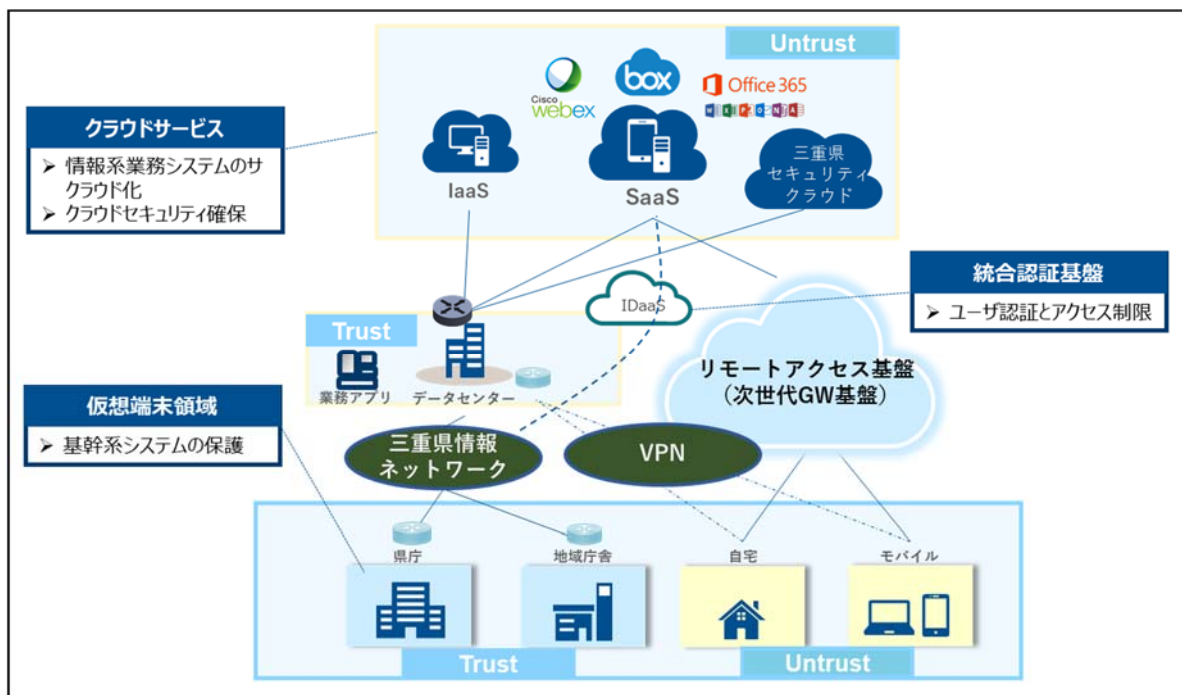 Untrust
box
Cisco
webex
Office 365
クラウドサービス
➢ 情報系業務システムのサ
クラウド化
➢ クラウドセキュリティ確保
IaaS
SaaS
三重県
セキュリティ
クラウド
統合認証基盤
➢ ユーザ認証とアクセス制限
IDaaS
Trust
業務アプリ
データセンター
リモートアクセス基盤
(次世代GW基盤)
仮想端末領域
➢ 基幹系システムの保護
三重県情報
ネットワーク
VPN
県庁
地域庁舎
自宅
モバイル
Trust
Untrust